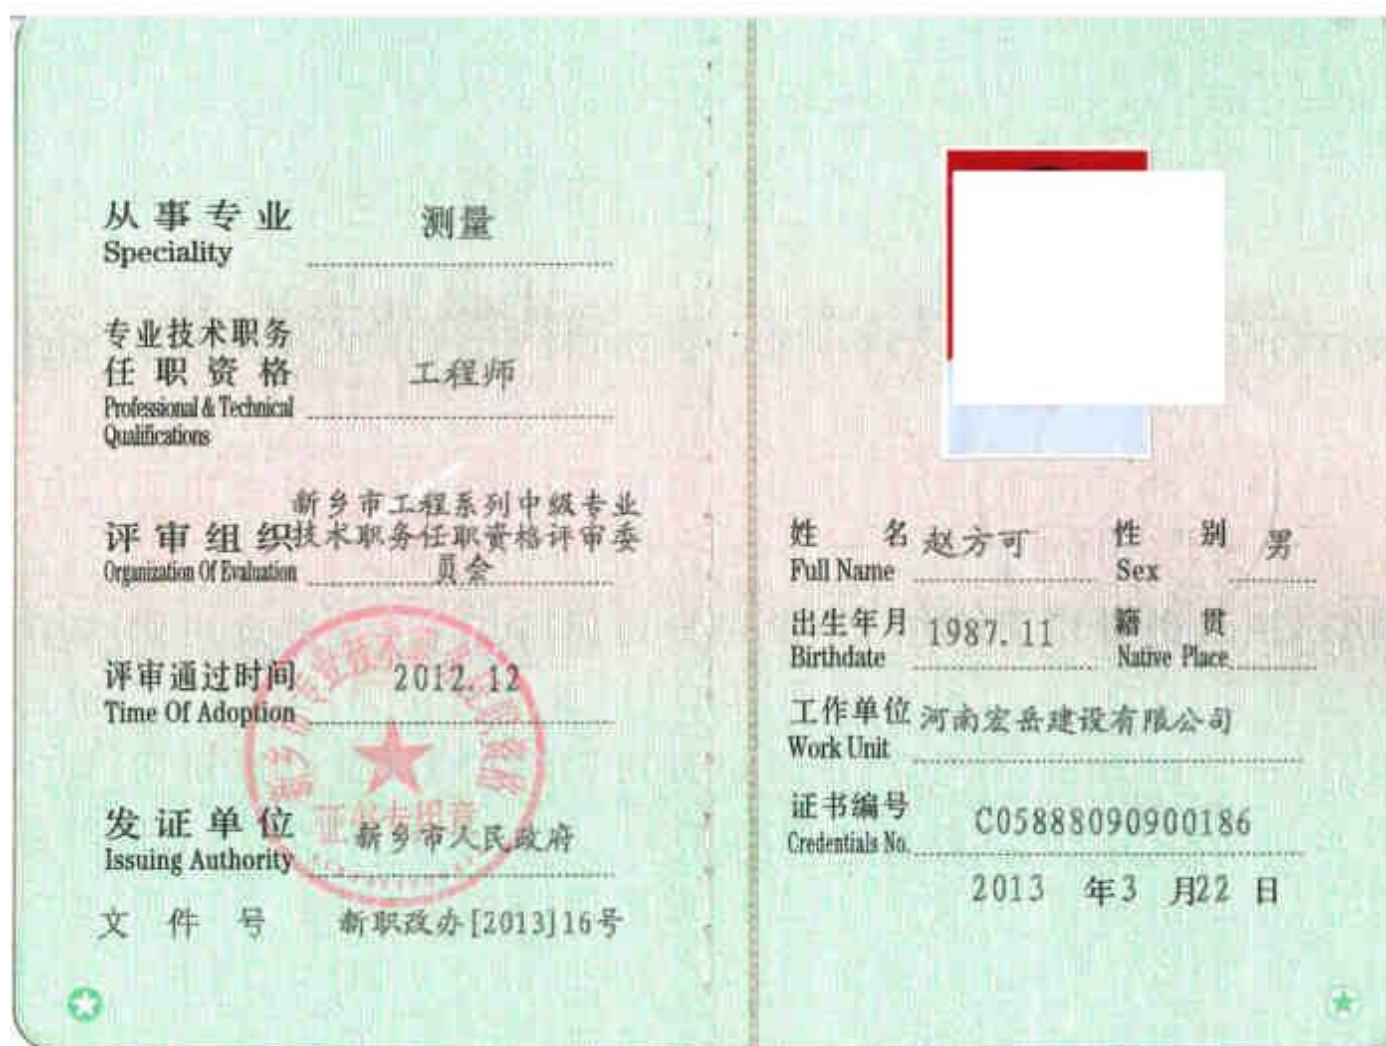 从事专业 测量
Speciality
专业技术职务
任职资格 工程师
Professional & Technical
Qualifications
新乡市工程系列中级专业
评审组织 技术职务任职资格评审委
Organization Of Evaluation 员会
评审通过时间 2012.12
Time Of Adoption
发证单位 新乡市人民政府
Issuing Authority
证书专用章
文件号 新职改办[2013]16号
姓名 赵方可 性别 男
Full Name Sex
出生年月 1987.11 籍贯
Birthdate Native Place
工作单位 河南宏岳建设有限公司
Work Unit
证书编号 C05888090900186
Credentials No.
2013 年3 月22 日